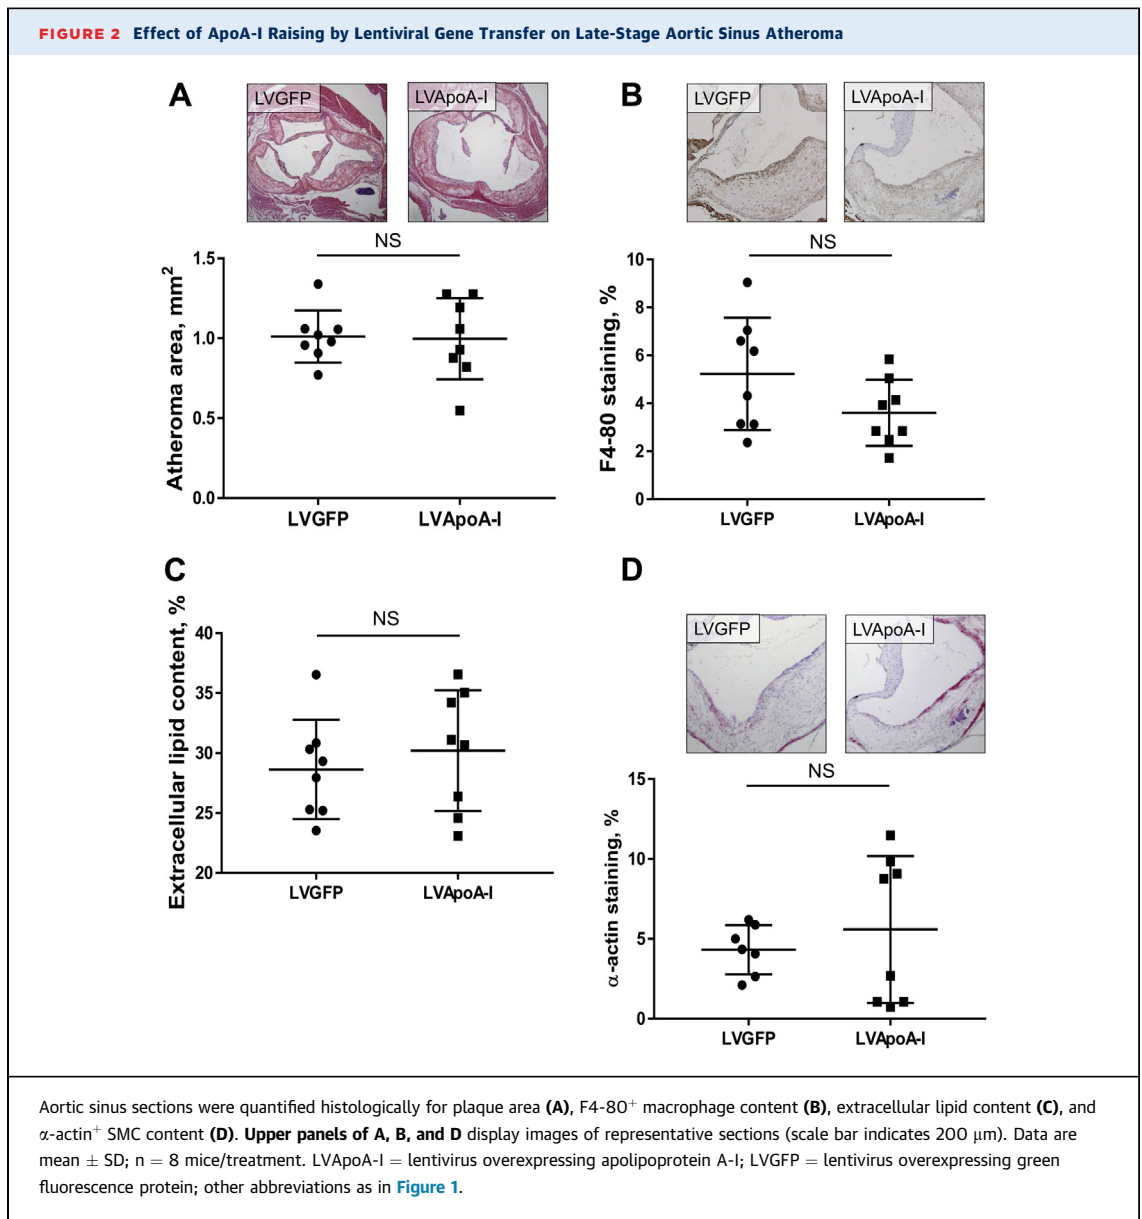 FIGURE 2 Effect of ApoA-I Raising by Lentiviral Gene Transfer on Late-Stage Aortic Sinus Atheroma
A
LVGFP
LVApoA-I
NS
Atheroma area, mm²
1.5
1.0
0.5
0.0
LVGFP
LVApoA-I
B
LVGFP
LVApoA-I
NS
F4-80 staining, %
10
8
6
4
2
0
LVGFP
LVApoA-I
C
NS
Extracellular lipid content, %
40
35
30
25
20
LVGFP
LVApoA-I
D
LVGFP
LVApoA-I
NS
α-actin staining, %
15
10
5
0
LVGFP
LVApoA-I
Aortic sinus sections were quantified histologically for plaque area (A), F4-80⁺ macrophage content (B), extracellular lipid content (C), and
α-actin⁺ SMC content (D). Upper panels of A, B, and D display images of representative sections (scale bar indicates 200 μm). Data are
mean ± SD; n = 8 mice/treatment. LVApoA-I = lentivirus overexpressing apolipoprotein A-I; LVGFP = lentivirus overexpressing green
fluorescence protein; other abbreviations as in Figure 1.